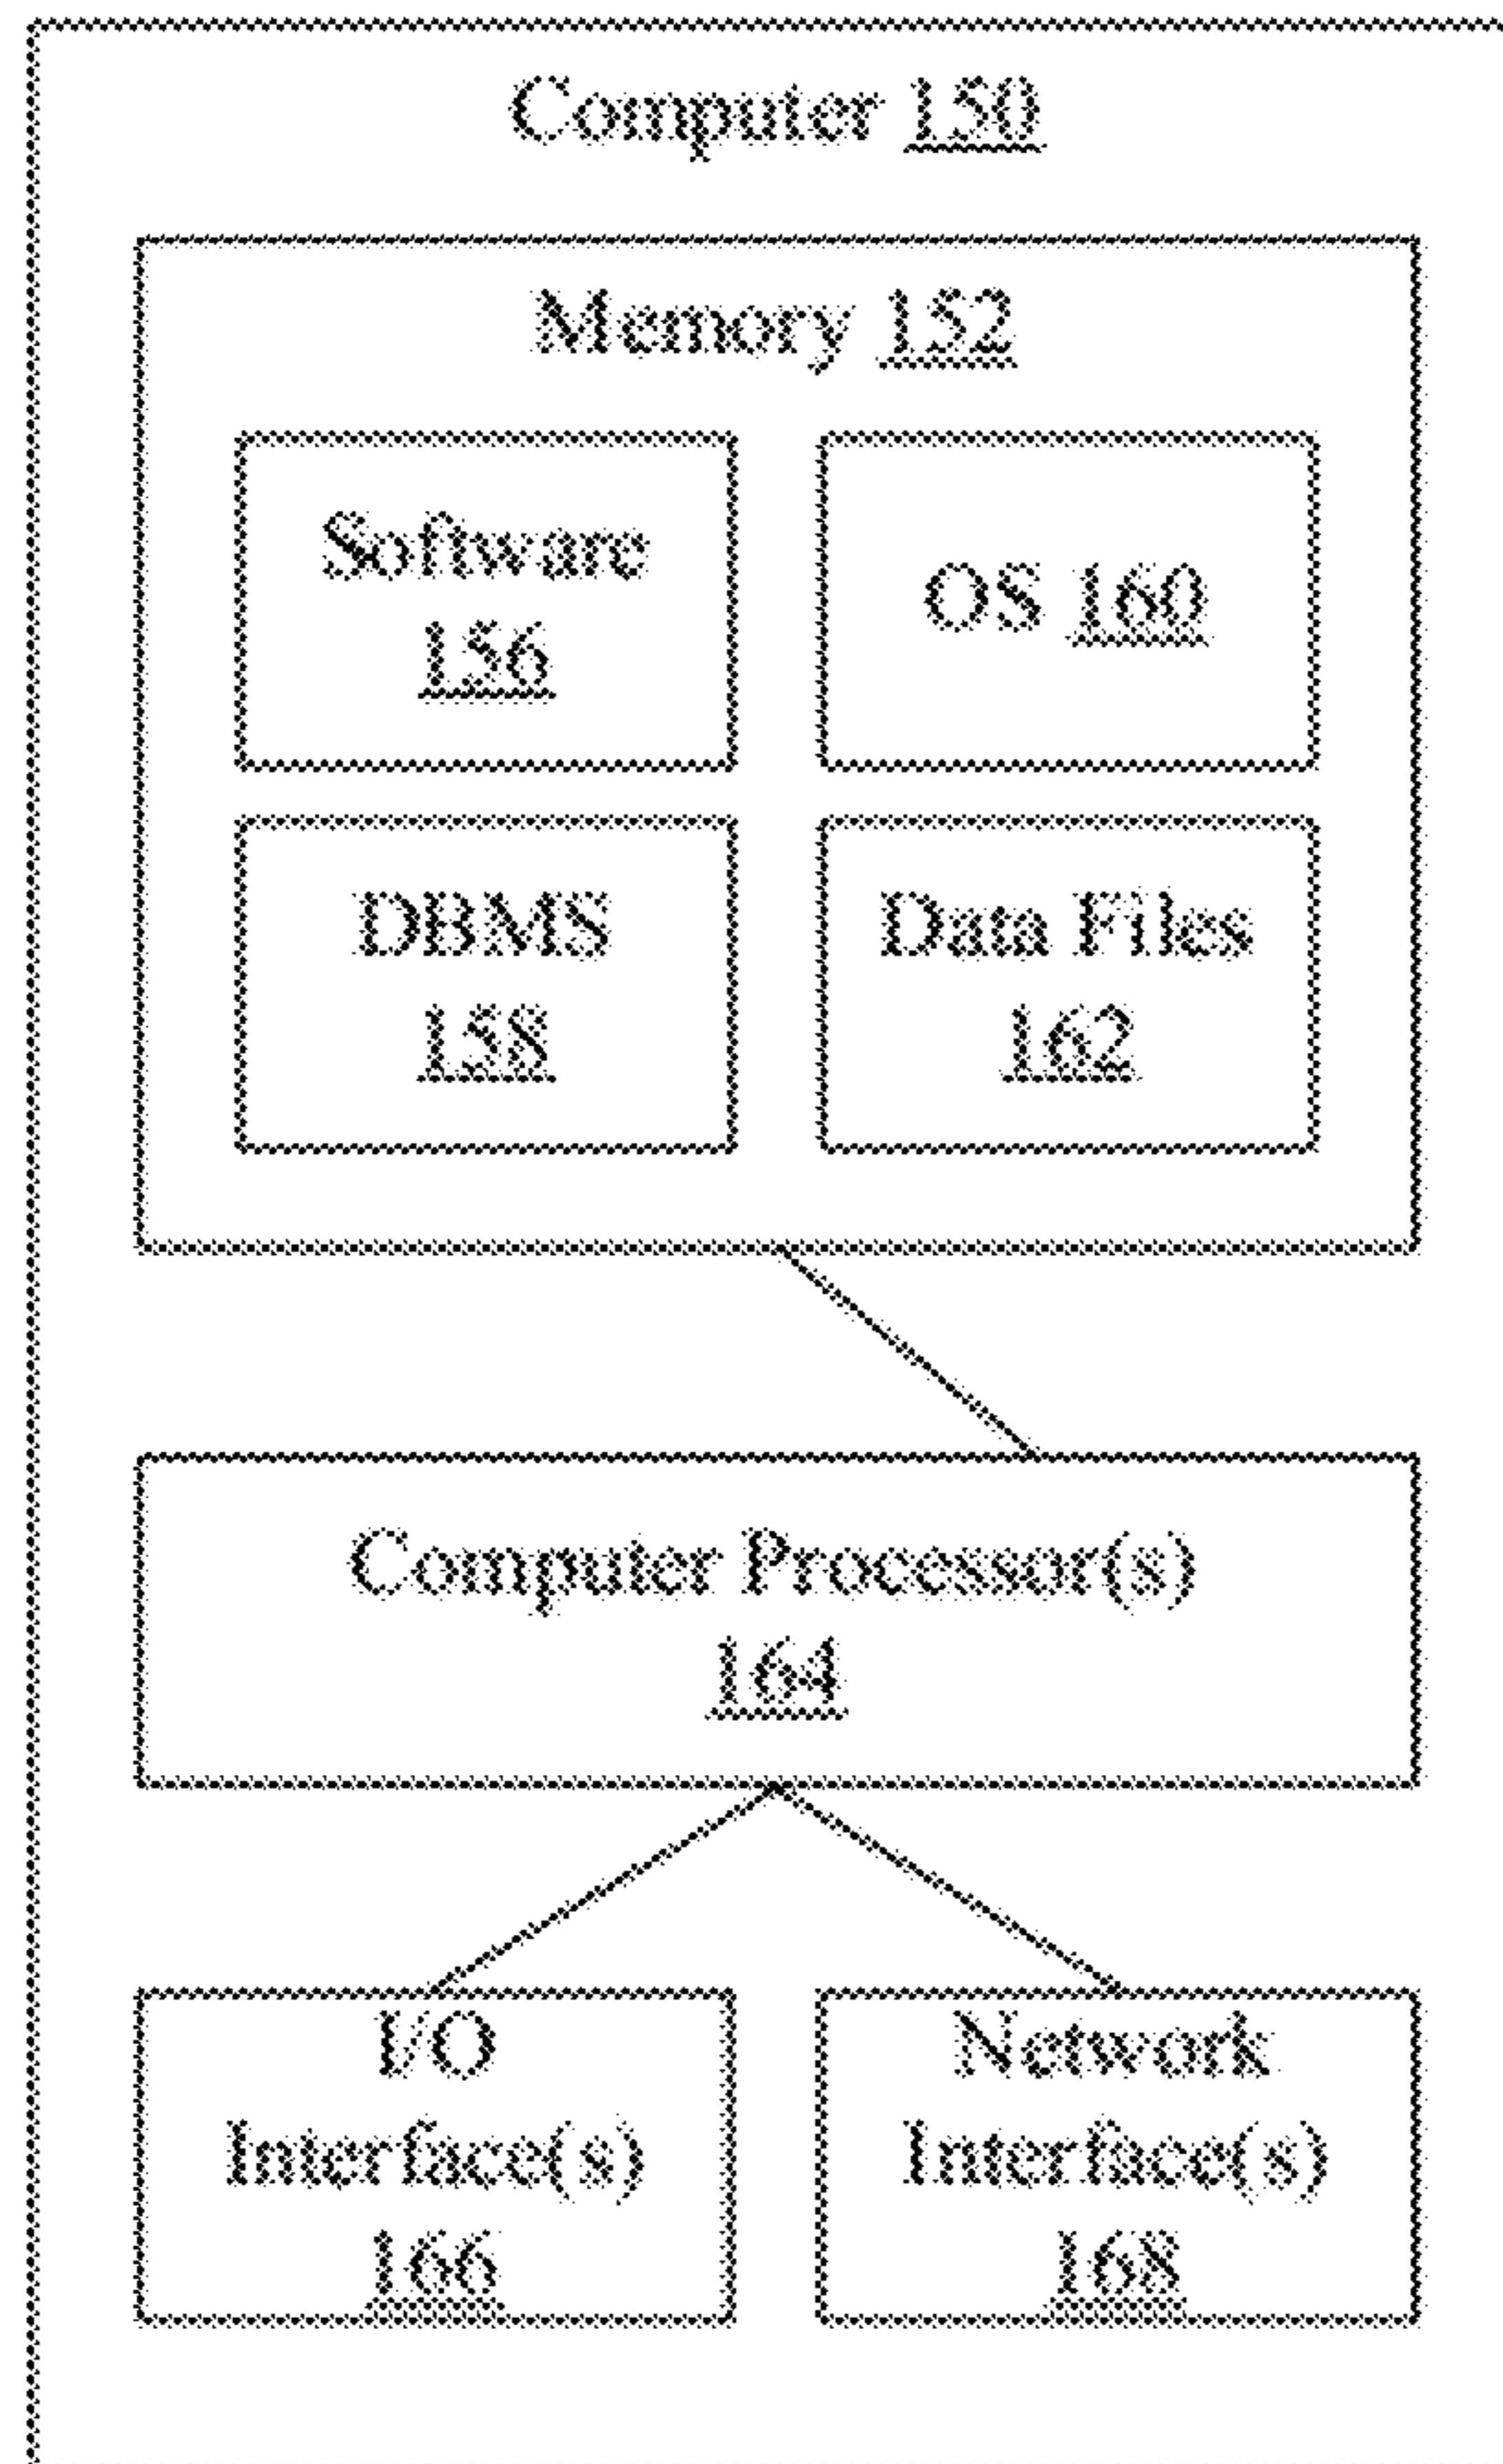 Computer 150
Memory 152
Software
156
OS 160
DBMS
158
Data Files
162
Computer Processor(s)
164
I/O
Interface(s)
166
Network
Interface(s)
168